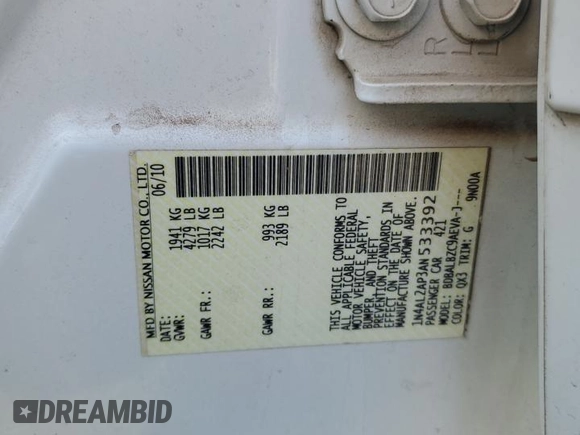 MFD BY NISSAN MOTOR CO., LTD.
DATE: 06/10
GVWR: 1941 KG
4279 LB
GAWR FR: 1017 KG
2242 LB
GAWR RR: 993 KG
2189 LB
THIS VEHICLE CONFORMS TO
ALL APPLICABLE FEDERAL
MOTOR VEHICLE SAFETY,
BUMPER, AND THEFT
PREVENTION STANDARDS IN
EFFECT ON THE DATE OF
MANUFACTURE SHOWN ABOVE.
1N4AL2AP3AN533392
PASSENGER CAR 421
MODEL: BDBALBZC9AEVA-J----
COLOR: QX3 TRIM: G 9N00A
R
L
DREAMBID